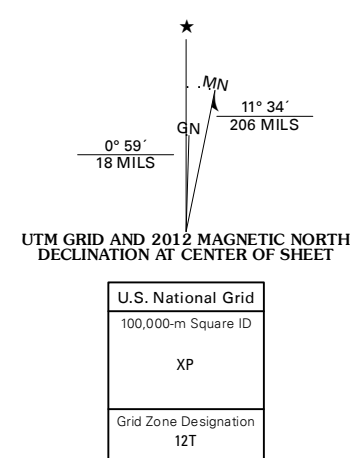 MN
GN
11° 34´
206 MILS
0° 59´
18 MILS
UTM GRID AND 2012 MAGNETIC NORTH
DECLINATION AT CENTER OF SHEET
U.S. National Grid
100,000-m Square ID
XP
Grid Zone Designation
12T